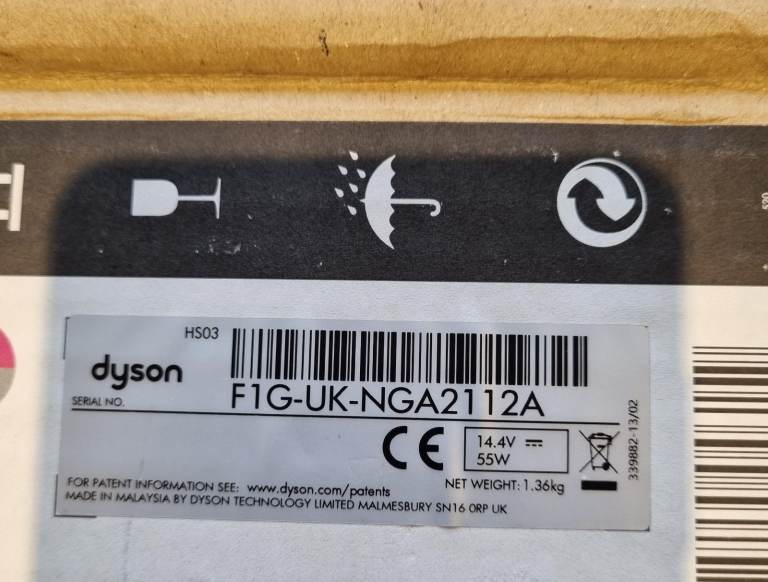 HS03
dyson
SERIAL NO.
F1G-UK-NGA2112A
CE
14.4V
55W
339882-13/02
NET WEIGHT: 1.36kg
FOR PATENT INFORMATION SEE: www.dyson.com/patents
MADE IN MALAYSIA BY DYSON TECHNOLOGY LIMITED MALMESBURY SN16 0RP UK